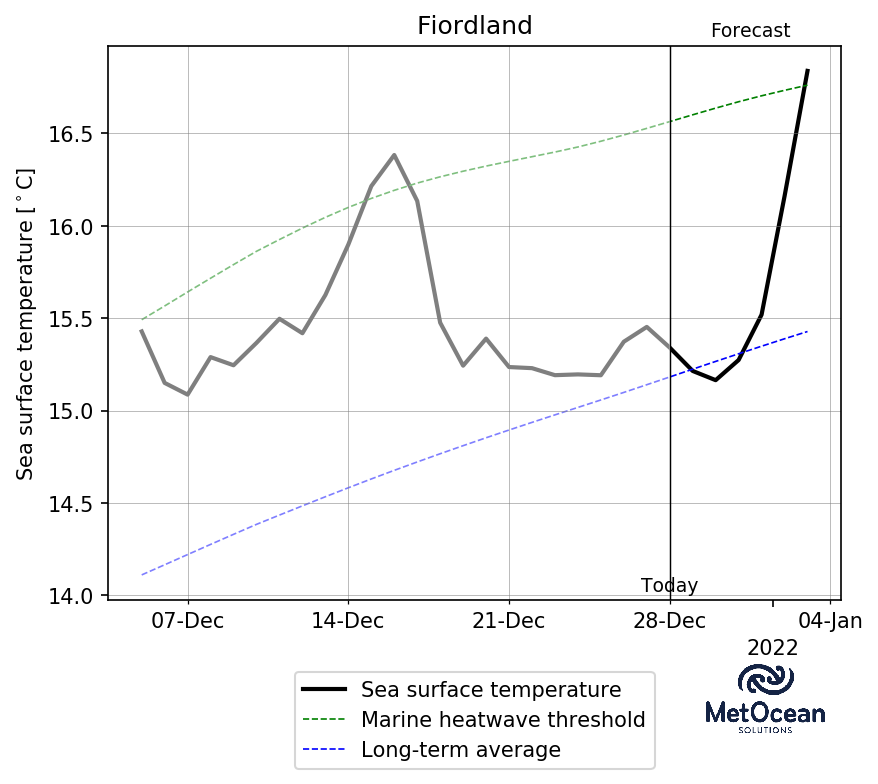 Fiordland
Forecast
Sea surface temperature [°C]
16.5
16.0
15.5
15.0
14.5
14.0
Today
07-Dec 14-Dec 21-Dec 28-Dec 04-Jan
2022
Sea surface temperature
Marine heatwave threshold
Long-term average
MetOcean
SOLUTIONS